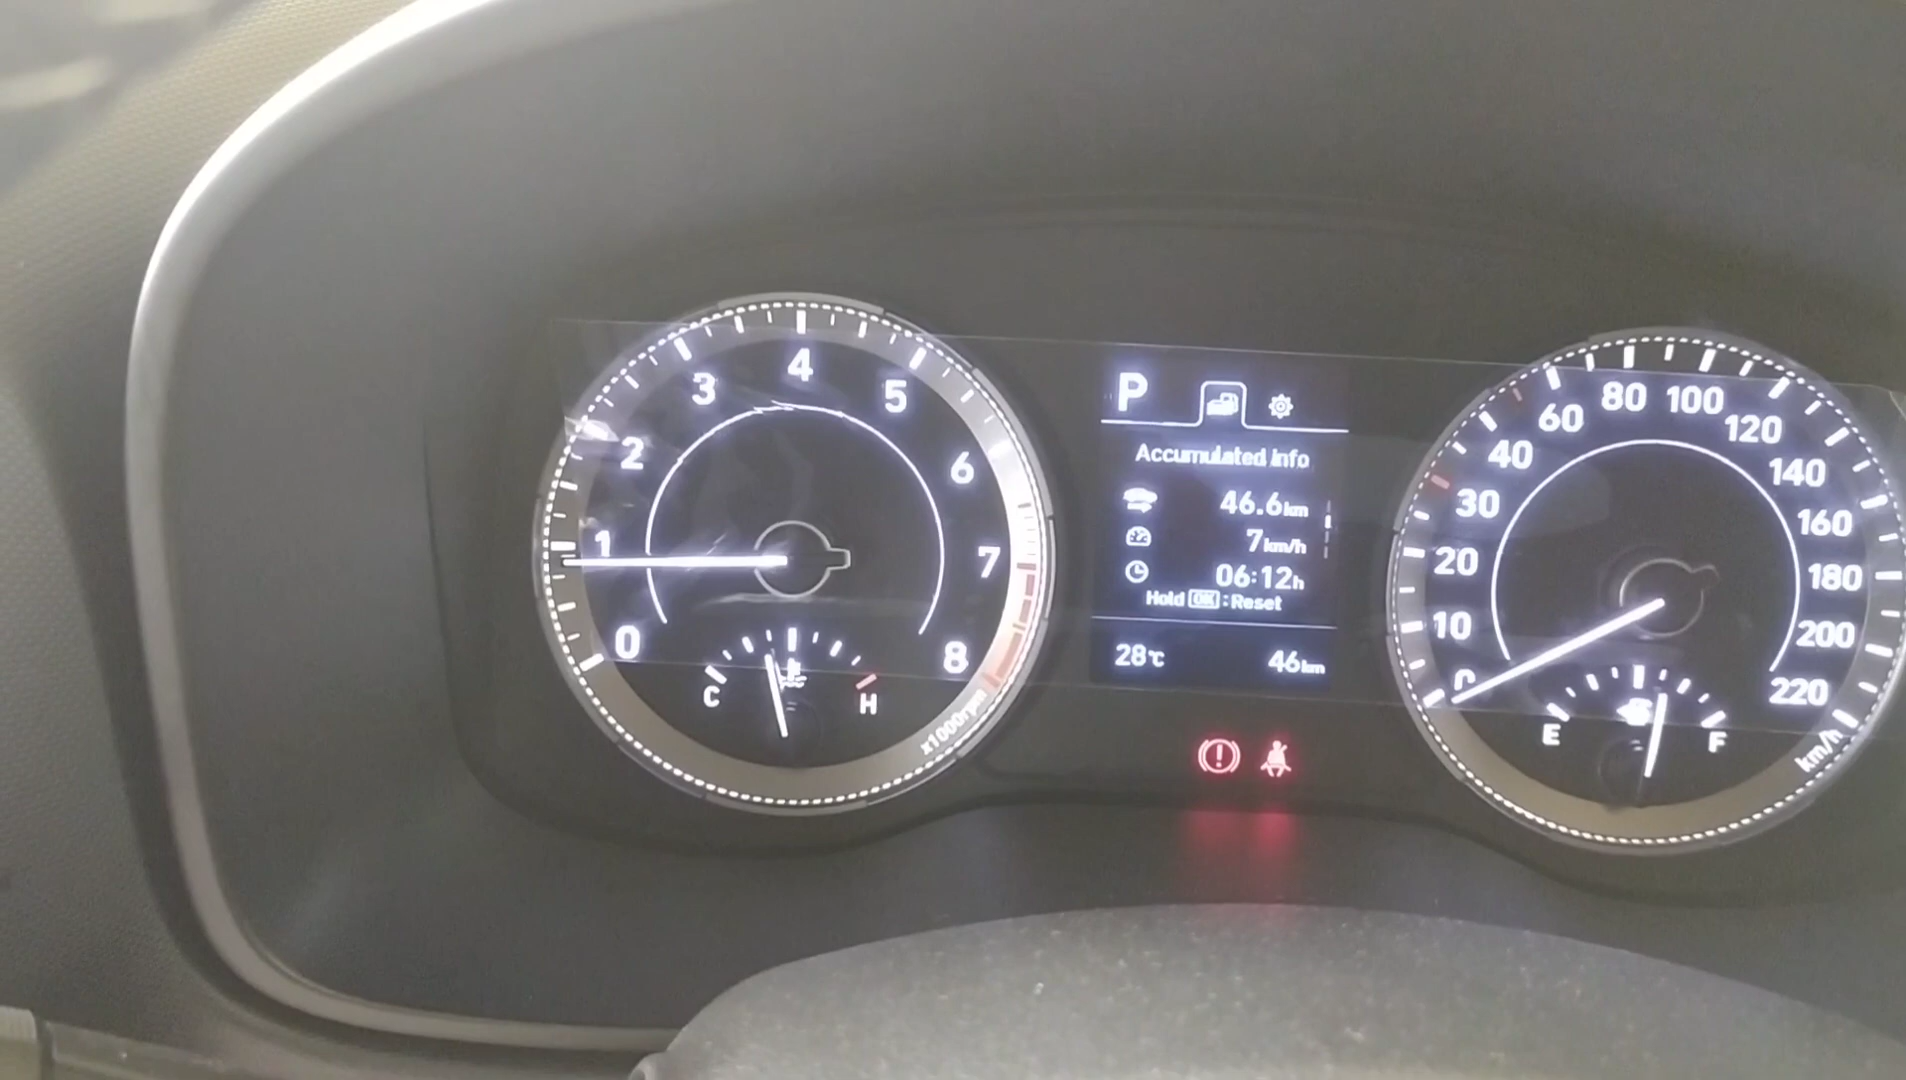 0
1
2
3
4
5
6
7
8
x1000rpm
C
H
P
Accumulated Info
46.6km
7km/h
06:12h
Hold OK : Reset
28℃
46km
0
10
20
30
40
60
80
100
120
140
160
180
200
220
km/h
E
F